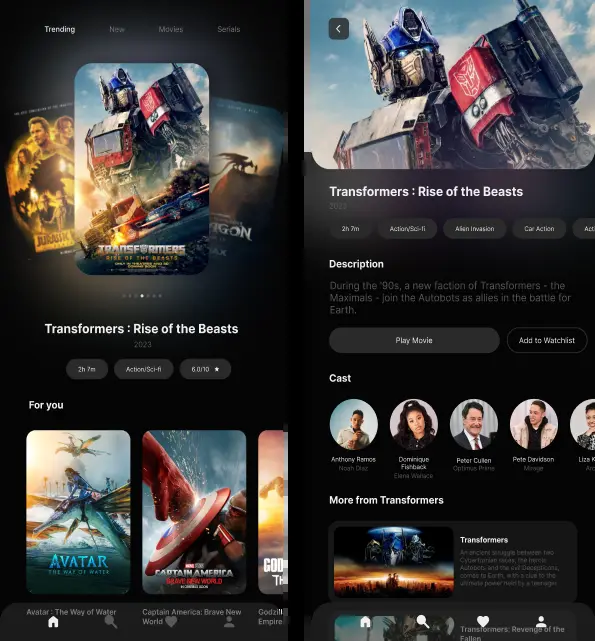 Trending
New
Movies
Serials
JURASSIC
TRANSFORMERS
RISE OF THE BEASTS
Transformers : Rise of the Beasts
2023
2h 7m
Action/Sci-fi
6.0/10 ★
For you
AVATAR
THE WAY OF WATER
MARVEL STUDIOS
CAPTAIN AMERICA
BRAVE NEW WORLD
Avatar : The Way of Water
Captain America: Brave New
World
Godzill
Empire
Transformers : Rise of the Beasts
2023
2h 7m
Action/Sci-fi
Alien Invasion
Car Action
Description
During the '90s, a new faction of Transformers - the
Maximals - join the Autobots as allies in the battle for
Earth.
Play Movie
Add to Watchlist
Cast
Anthony Ramos
Noah Diaz
Dominique
Fishback
Elena Wallace
Peter Cullen
Optimus Prime
Pete Davidson
Mirage
More from Transformers
Transformers
An ancient struggle between two
Cybertronian races, the heroic
Autobots and the evil Decepticons,
comes to Earth, with a clue to the
ultimate power held by a teenager.
Transformers: Revenge of the
Fallen